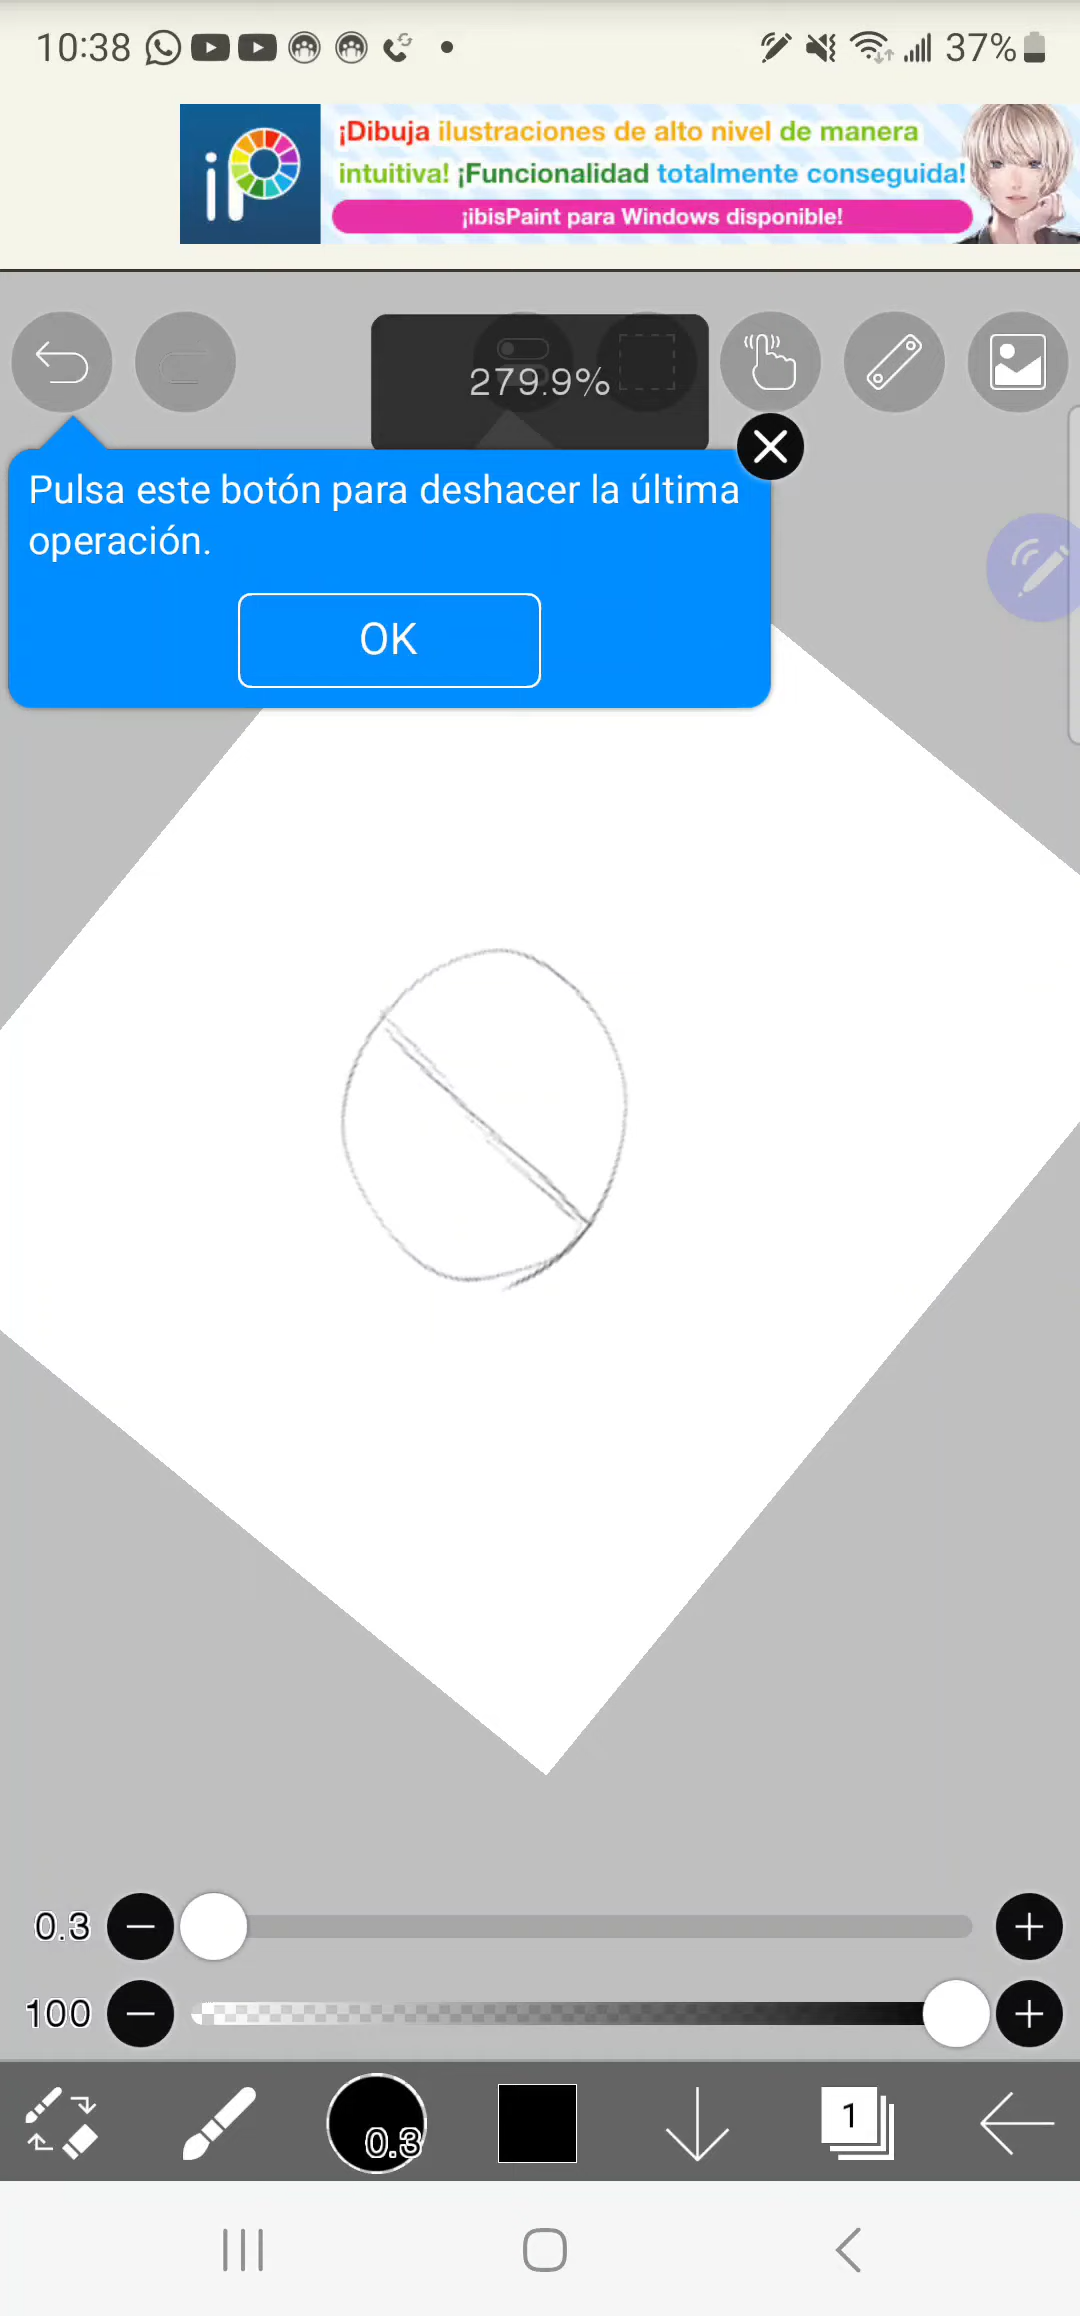 10:38
37%
iP
¡Dibuja ilustraciones de alto nivel de manera
intuitiva! ¡Funcionalidad totalmente conseguida!
¡ibisPaint para Windows disponible!
279.9%
Pulsa este botón para deshacer la última
operación.
OK
0.3
100
0.3
1